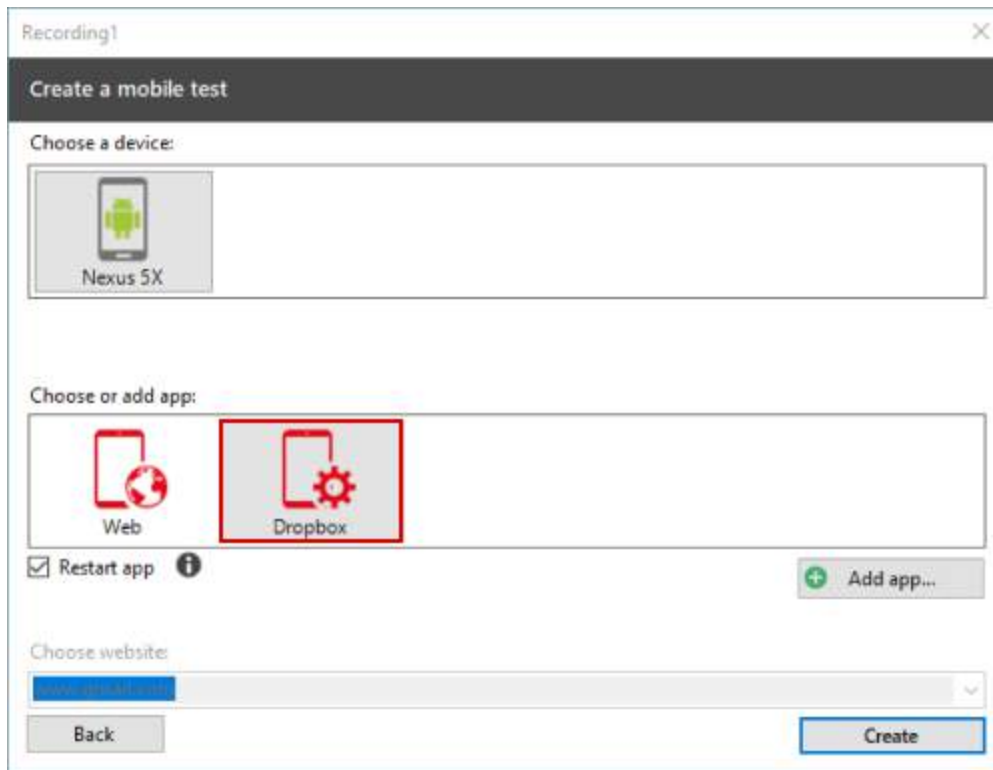 Recording1
Create a mobile test
Choose a device:
Nexus 5X
Choose or add app:
Web
Dropbox
Restart app
Add app...
Choose website:
Back
Create